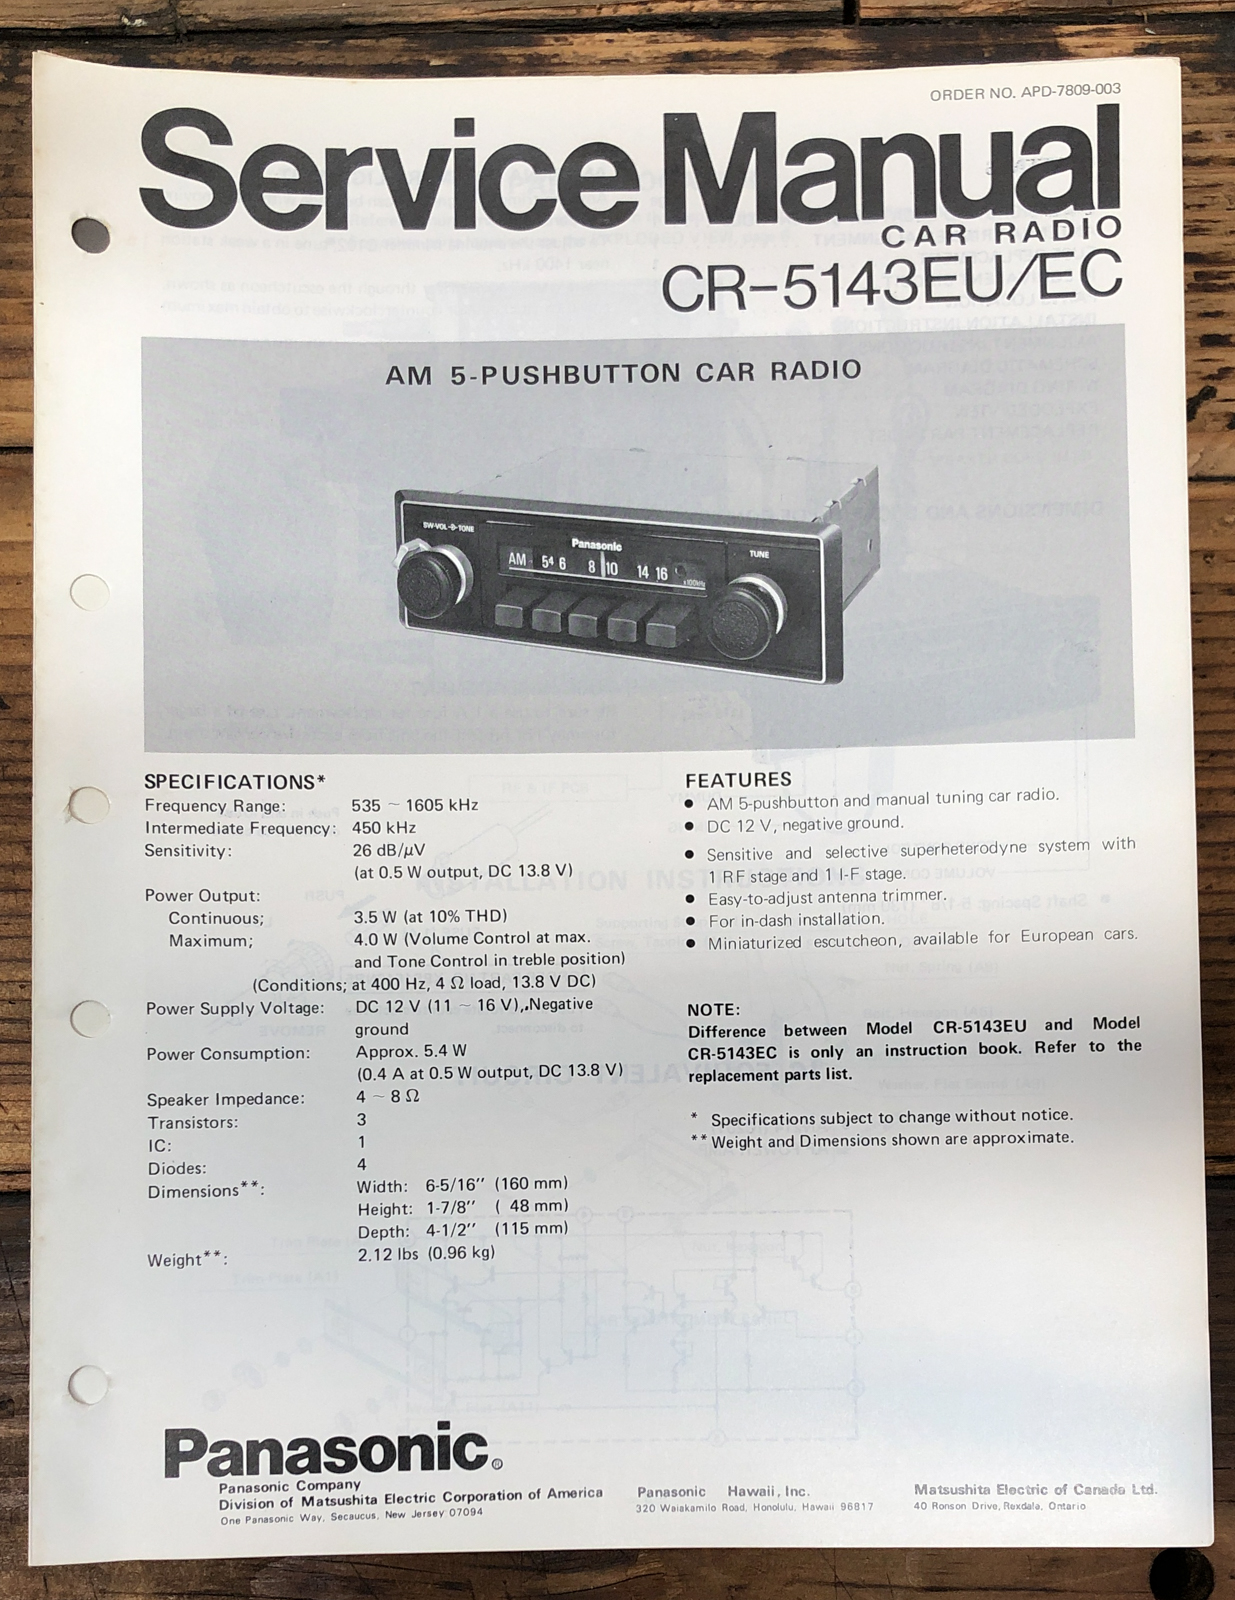 ORDER NO. APD-7809-003
Service Manual
CAR RADIO
CR-5143EU/EC
AM 5-PUSHBUTTON CAR RADIO
SW-VOL-B-TONE
Panasonic
TUNE
AM 5⁴ 6 8 10 14 16
x100kHz
SPECIFICATIONS*
Frequency Range: 535 ~ 1605 kHz
Intermediate Frequency: 450 kHz
Sensitivity: 26 dB/μV
(at 0.5 W output, DC 13.8 V)
Power Output:
Continuous; 3.5 W (at 10% THD)
Maximum; 4.0 W (Volume Control at max.
and Tone Control in treble position)
(Conditions; at 400 Hz, 4 Ω load, 13.8 V DC)
Power Supply Voltage: DC 12 V (11 ~ 16 V), Negative
ground
Power Consumption: Approx. 5.4 W
(0.4 A at 0.5 W output, DC 13.8 V)
Speaker Impedance: 4 ~ 8 Ω
Transistors: 3
IC: 1
Diodes: 4
Dimensions**: Width: 6-5/16'' (160 mm)
Height: 1-7/8'' ( 48 mm)
Depth: 4-1/2'' (115 mm)
Weight**: 2.12 lbs (0.96 kg)
FEATURES
● AM 5-pushbutton and manual tuning car radio.
● DC 12 V, negative ground.
● Sensitive and selective superheterodyne system with
1 RF stage and 1 I-F stage.
● Easy-to-adjust antenna trimmer.
● For in-dash installation.
● Miniaturized escutcheon, available for European cars.
NOTE:
Difference between Model CR-5143EU and Model
CR-5143EC is only an instruction book. Refer to the
replacement parts list.
* Specifications subject to change without notice.
** Weight and Dimensions shown are approximate.
Panasonic®
Panasonic Company
Division of Matsushita Electric Corporation of America
One Panasonic Way, Secaucus, New Jersey 07094
Panasonic Hawaii, Inc.
320 Waiakamilo Road, Honolulu, Hawaii 96817
Matsushita Electric of Canada Ltd.
40 Ronson Drive, Rexdale, Ontario